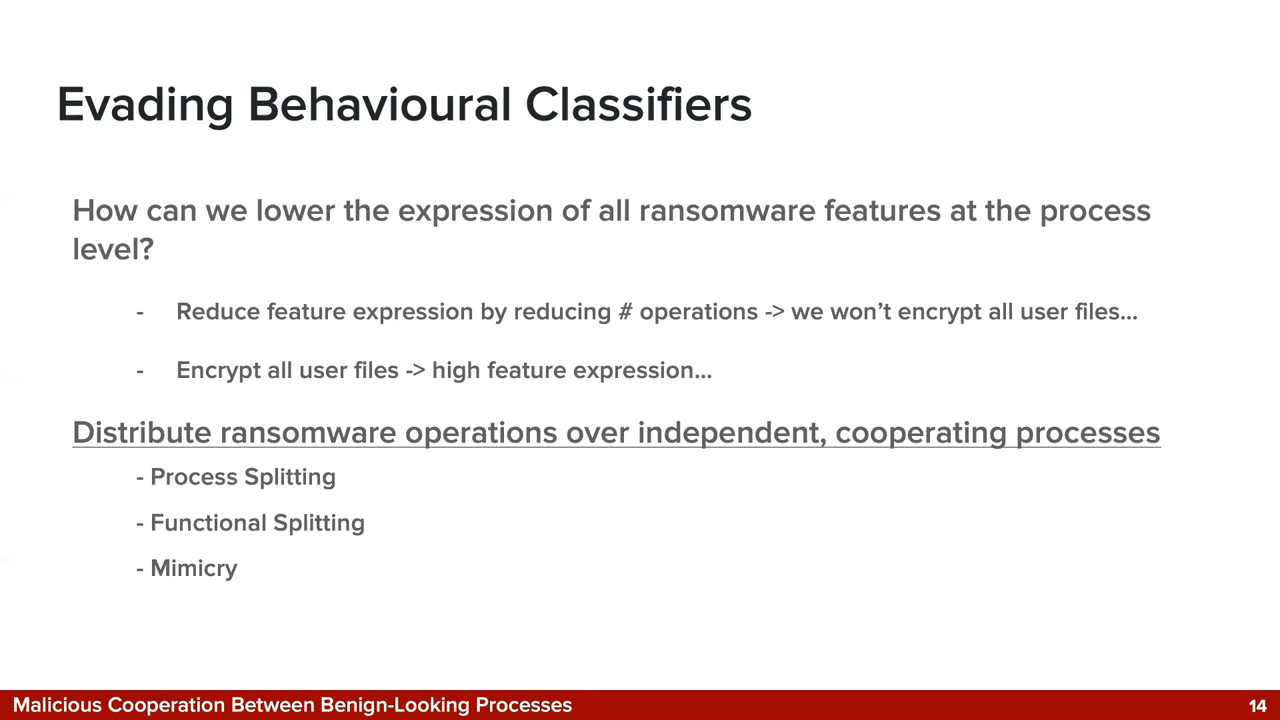 Evading Behavioural Classifiers
How can we lower the expression of all ransomware features at the process
level?
- Reduce feature expression by reducing # operations -> we won’t encrypt all user files...
- Encrypt all user files -> high feature expression...
Distribute ransomware operations over independent, cooperating processes
- Process Splitting
- Functional Splitting
- Mimicry
Malicious Cooperation Between Benign-Looking Processes 14